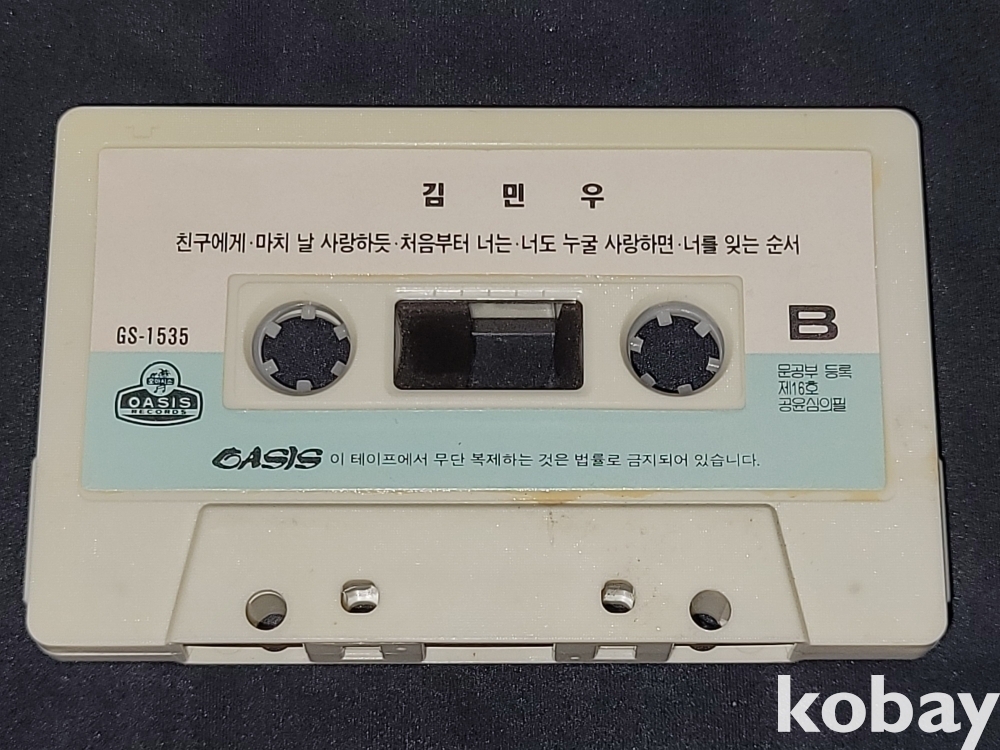 김 민 우
친구에게·마치 날 사랑하듯·처음부터 너는·너도 누굴 사랑하면·너를 잊는 순서
GS-1535
B
오아시스
OASIS
RECORDS
문공부 등록
제16호
공윤심의필
OASIS 이 테이프에서 무단 복제하는 것은 법률로 금지되어 있습니다.
kobay